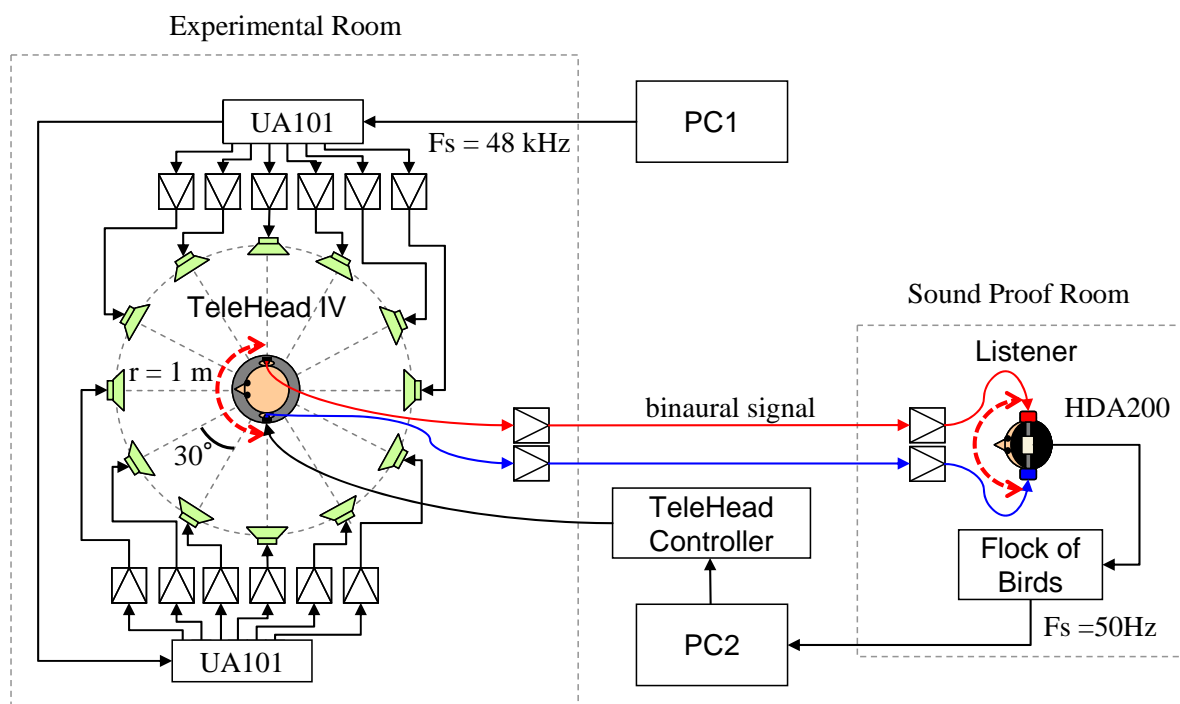 Experimental Room
UA101
Fs = 48 kHz
PC1
TeleHead IV
r = 1 m
30°
binaural signal
Sound Proof Room
Listener
HDA200
TeleHead
Controller
Flock of
Birds
Fs =50Hz
PC2
UA101